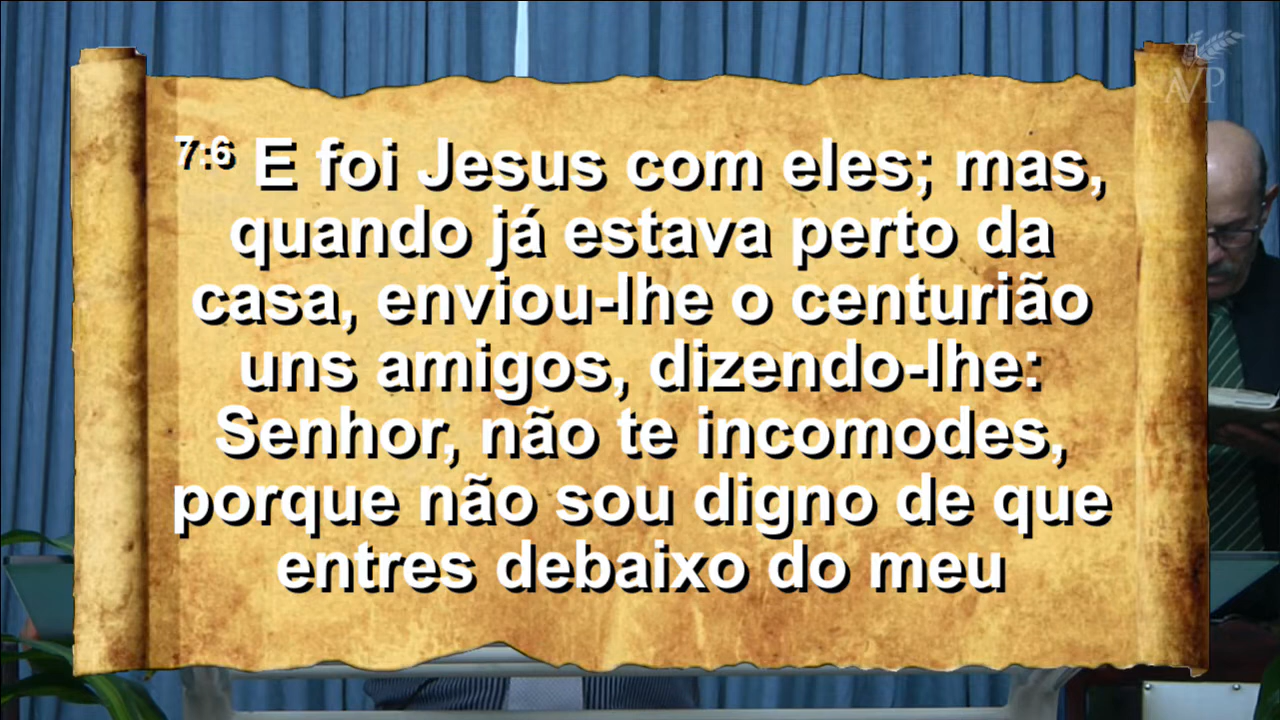 AVP
7:6 E foi Jesus com eles; mas,
quando já estava perto da
casa, enviou-lhe o centurião
uns amigos, dizendo-lhe:
Senhor, não te incomodes,
porque não sou digno de que
entres debaixo do meu